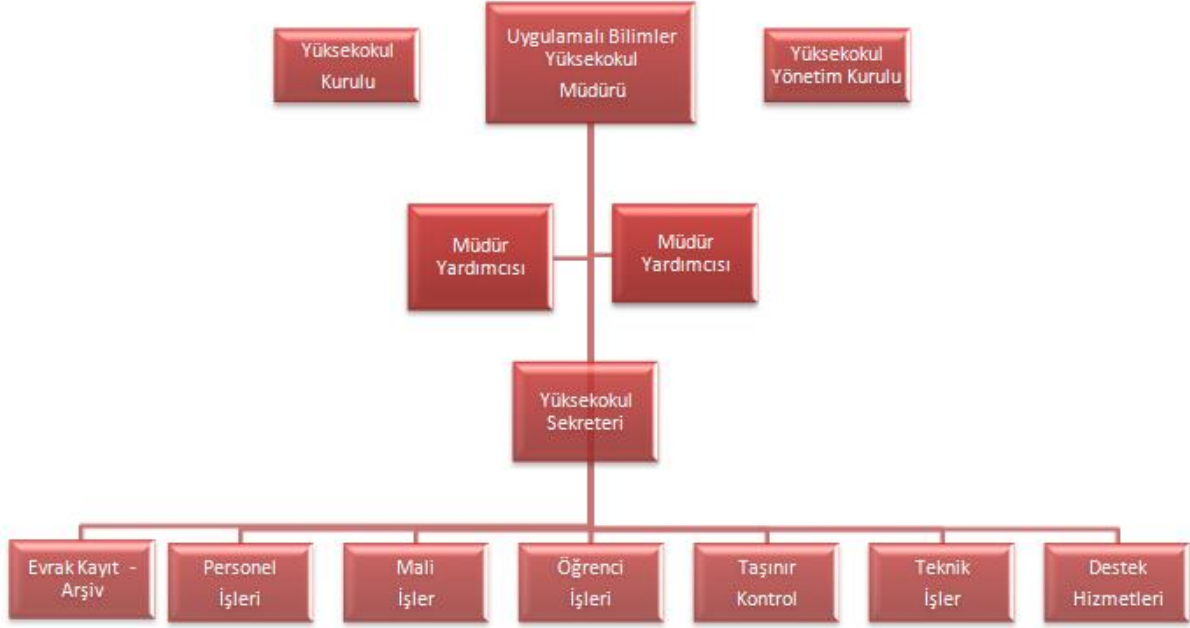 Yüksekokul
Kurulu
Uygulamalı Bilimler
Yüksekokul
Müdürü
Yüksekokul
Yönetim Kurulu
Müdür
Yardımcısı
Müdür
Yardımcısı
Yüksekokul
Sekreteri
Evrak Kayıt -
Arşiv
Personel
İşleri
Mali
İşler
Öğrenci
İşleri
Taşınır
Kontrol
Teknik
İşler
Destek
Hizmetleri